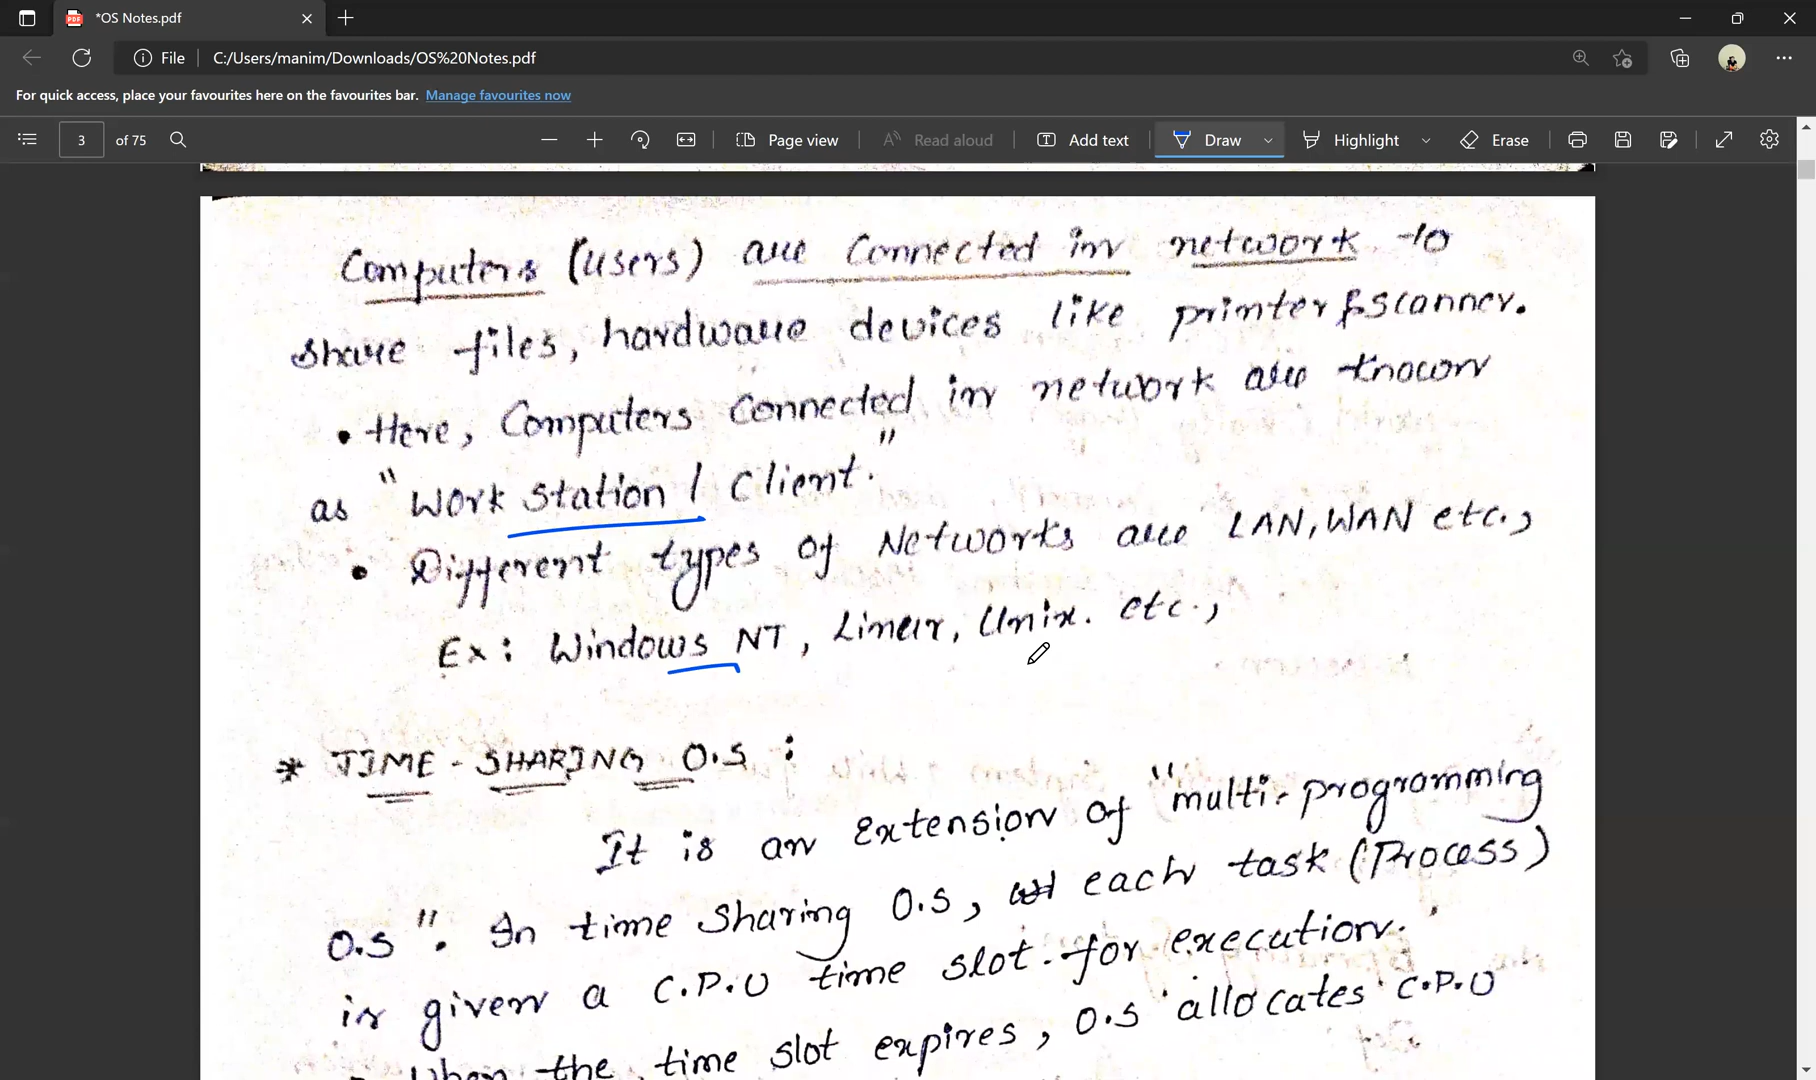 *OS Notes.pdf
File C:/Users/manim/Downloads/OS%20Notes.pdf
For quick access, place your favourites here on the favourites bar. Manage favourites now
3 of 75 Page view Read aloud Add text Draw Highlight Erase
Computers (users) are Connected in network to
share files, hardware devices like printer & scanner.
• Here, Computers Connected in network are known
as "Work station / Client."
• Different types of Networks are LAN, WAN etc.,
Ex: Windows NT, Linux, Unix. etc.,
* TIME-SHARING O.S :
It is an extension of "multi-programming
O.S". In time sharing O.S, each task (Process)
is given a C.P.U time slot for execution.
When the time slot expires, O.S allocates C.P.U